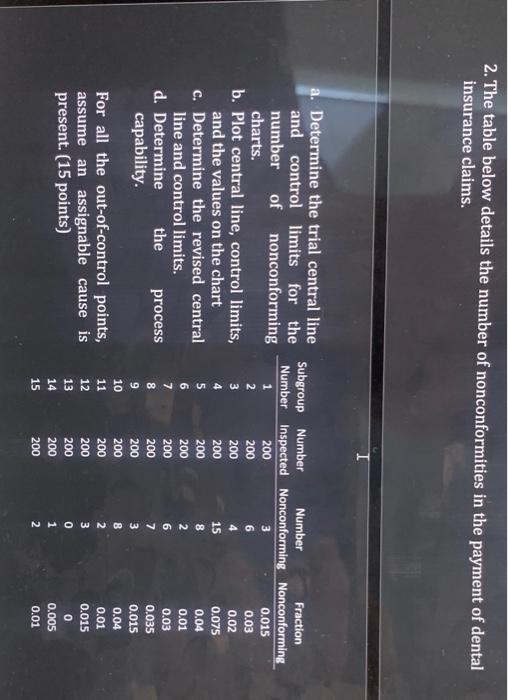 2. The table below details the number of nonconformities in the payment of dental
insurance claims.
a. Determine the trial central line
and control limits for the
number of nonconforming
charts.
b. Plot central line, control limits,
and the values on the chart
c. Determine the revised central
line and control limits.
d. Determine the process
capability.
For all the out-of-control points,
assume an assignable cause is
present. (15 points)
Subgroup Number Number Fraction
Number Inspected Nonconforming Nonconforming
1 200 3 0.015
2 200 6 0.03
3 200 4 0.02
4 200 15 0.075
5 200 8 0.04
6 200 2 0.01
7 200 6 0.03
8 200 7 0.035
9 200 3 0.015
10 200 8 0.04
11 200 2 0.01
12 200 3 0.015
13 200 0 0
14 200 1 0.005
15 200 2 0.01